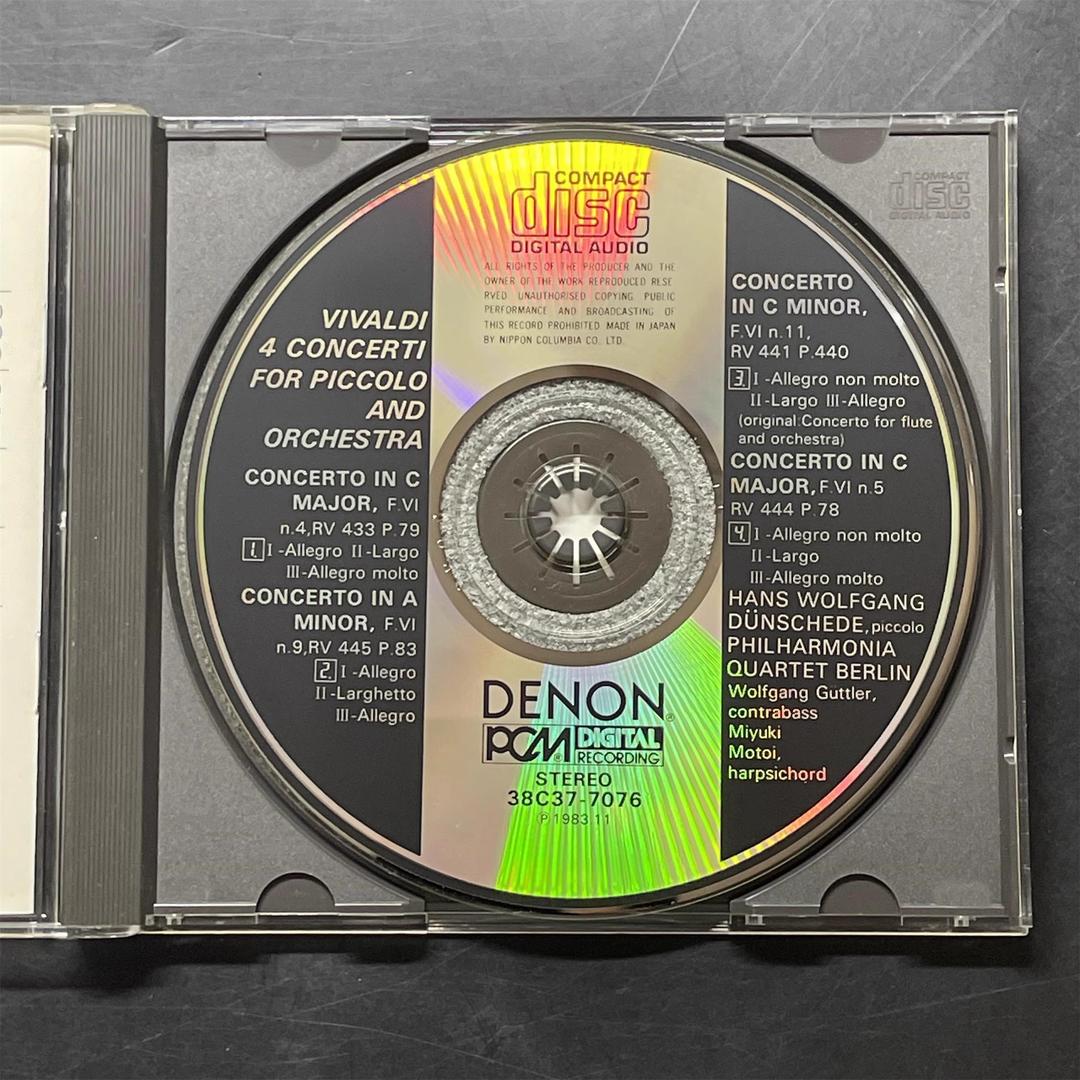 COMPACT
disc
DIGITAL AUDIO
ALL RIGHTS OF THE PRODUCER AND THE
OWNER OF THE WORK REPRODUCED RESE
RVED UNAUTHORISED COPYING PUBLIC
PERFORMANCE AND BROADCASTING OF
THIS RECORD PROHIBITED MADE IN JAPAN
BY NIPPON COLUMBIA CO., LTD.
VIVALDI
4 CONCERTI
FOR PICCOLO
AND
ORCHESTRA
CONCERTO IN C
MAJOR, F.VI
n.4,RV 433 P.79
1. I -Allegro II -Largo
III-Allegro molto
CONCERTO IN A
MINOR, F.VI
n.9,RV 445 P.83
2. I -Allegro
II -Larghetto
III-Allegro
CONCERTO
IN C MINOR,
F.VI n.11,
RV 441 P.440
3. I -Allegro non molto
II -Largo III-Allegro
(original:Concerto for flute
and orchestra)
CONCERTO IN C
MAJOR,F.VI n.5
RV 444 P.78
4. I -Allegro non molto
II -Largo
III-Allegro molto
HANS WOLFGANG
DÜNSCHEDE,piccolo
PHILHARMONIA
QUARTET BERLIN
Wolfgang Guttler,
contrabass
Miyuki
Motoi,
harpsichord
DENON®
PCM® DIGITAL
RECORDING
STEREO
38C37-7076
Ⓟ 1983.11
COMPACT
disc
DIGITAL AUDIO